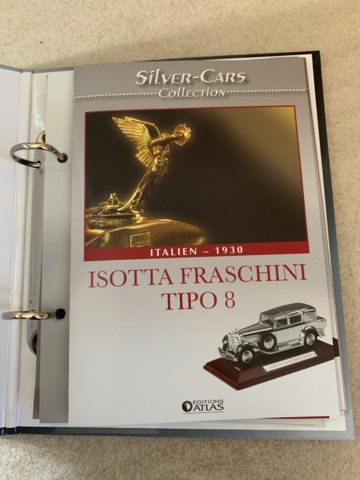 Silver-Cars
Collection
ITALIEN – 1930
ISOTTA FRASCHINI
TIPO 8
EDITIONS
ATLAS